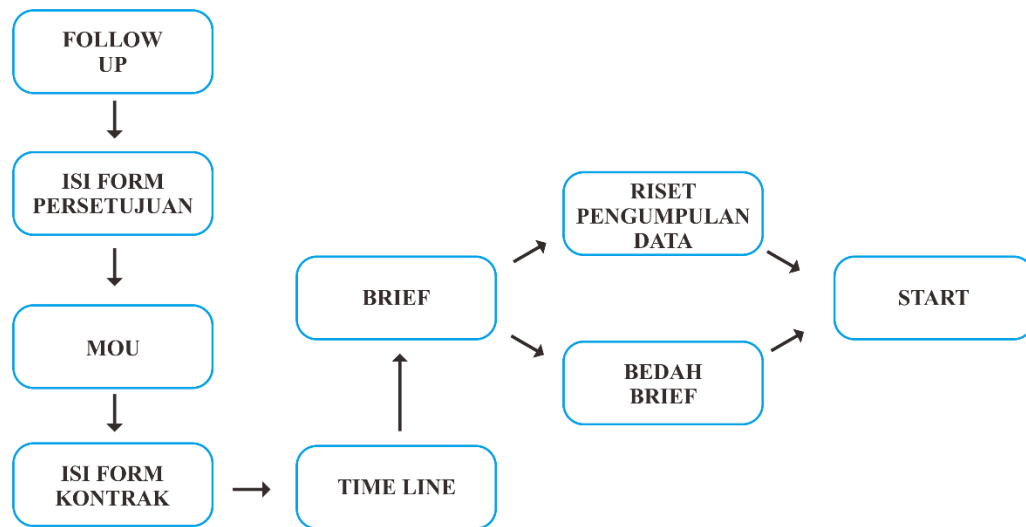 FOLLOW
UP
ISI FORM
PERSETUJUAN
MOU
ISI FORM
KONTRAK
TIME LINE
BRIEF
RISET
PENGUMPULAN
DATA
BEDAH
BRIEF
START